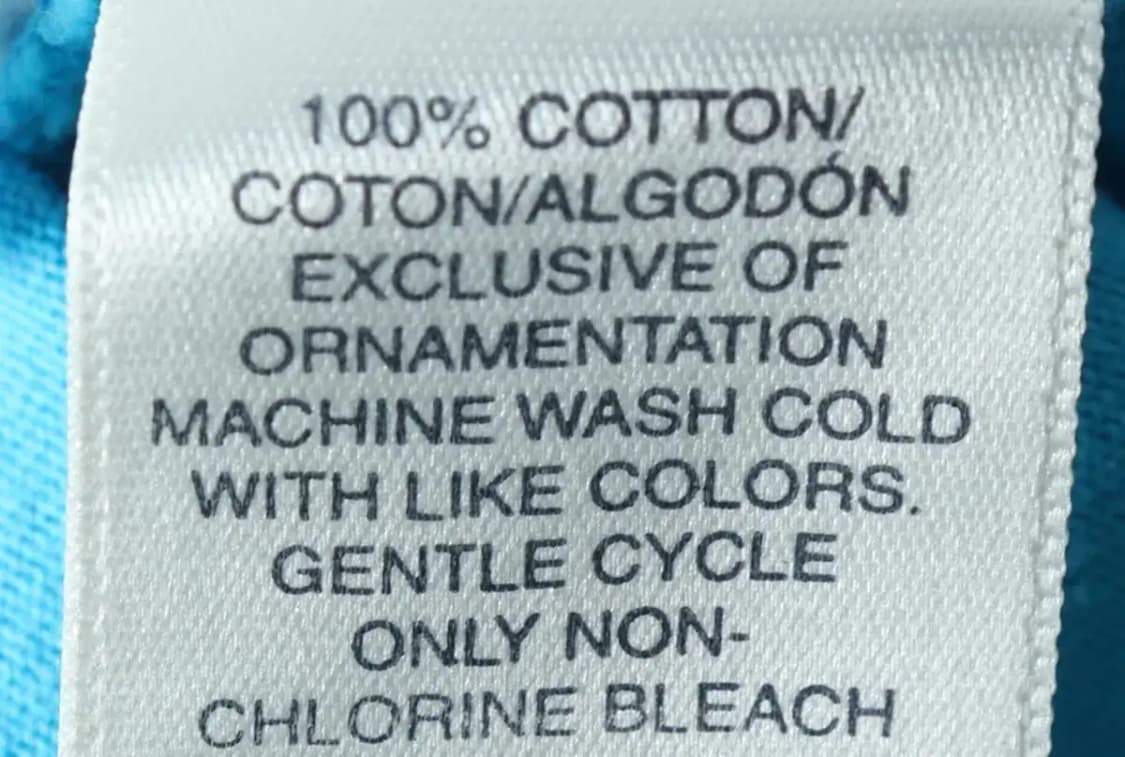 100% COTTON/
COTON/ALGODÓN
EXCLUSIVE OF
ORNAMENTATION
MACHINE WASH COLD
WITH LIKE COLORS.
GENTLE CYCLE
ONLY NON-
CHLORINE BLEACH